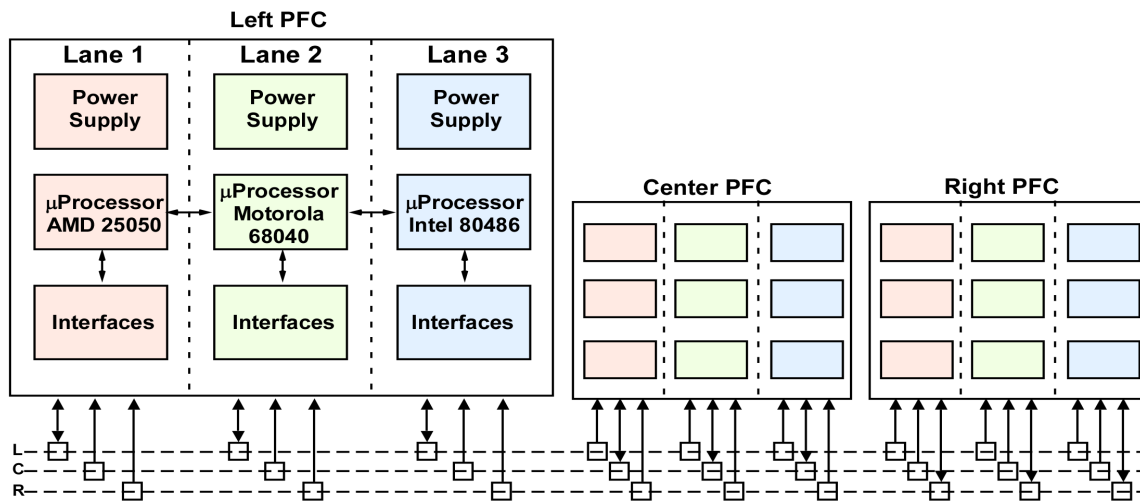 Left PFC
Lane 1
Lane 2
Lane 3
Power
Supply
Power
Supply
Power
Supply
µProcessor
AMD 25050
µProcessor
Motorola
68040
µProcessor
Intel 80486
Interfaces
Interfaces
Interfaces
Center PFC
Right PFC
L
C
R